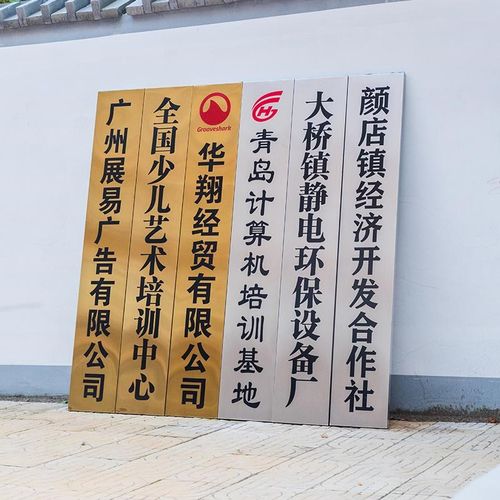 广州展易广告有限公司
全国少儿艺术培训中心
Grooveshark
华翔经贸有限公司
H
青岛计算机培训基地
大桥镇静电环保设备厂
颜店镇经济开发合作社